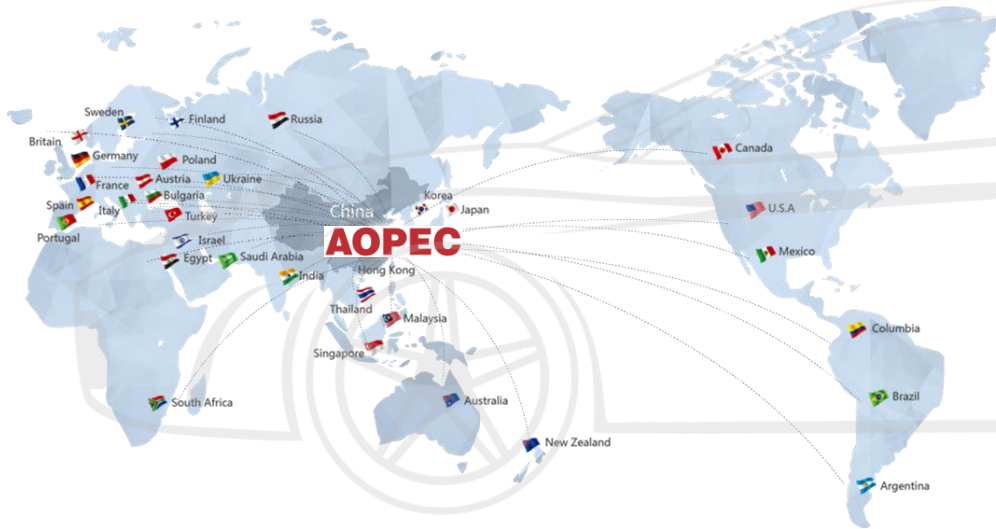 Sweden
Finland
Russia
Britain
Germany
Poland
France
Austria
Ukraine
Spain
Italy
Bulgaria
Portugal
Turkey
Israel
Egypt
Saudi Arabia
India
China
Korea
Japan
AOPEC
Hong Kong
Thailand
Malaysia
Singapore
South Africa
Australia
New Zealand
Canada
U.S.A
Mexico
Columbia
Brazil
Argentina